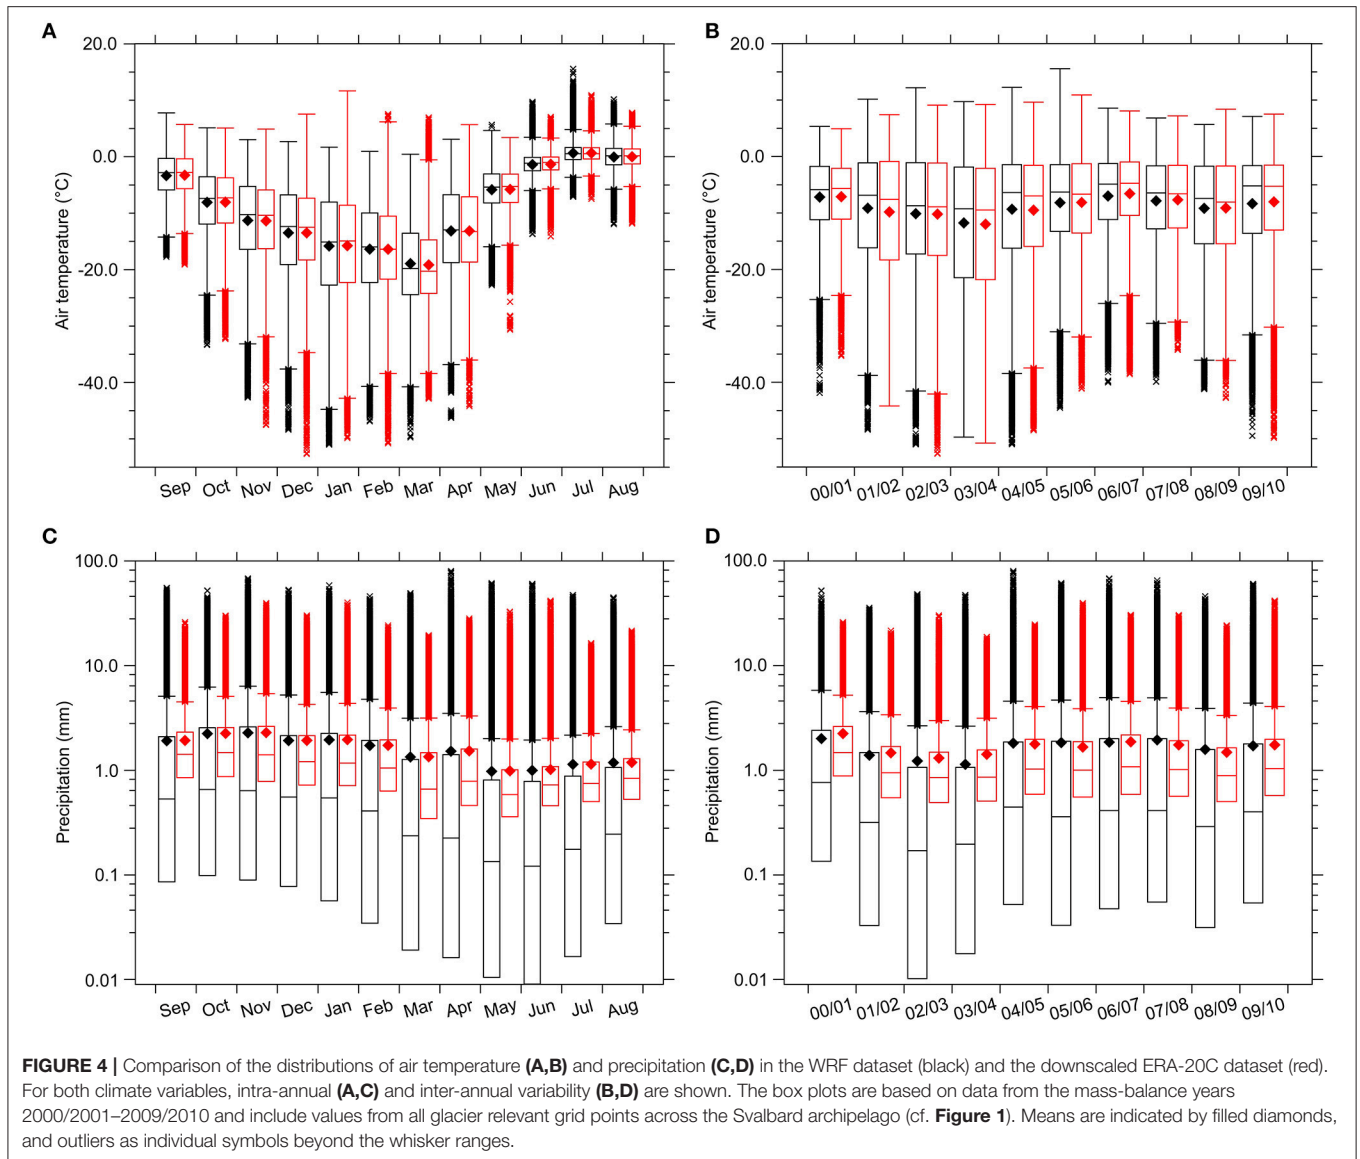 A
B
20.0
0.0
-20.0
-40.0
Air temperature (°C)
Sep Oct Nov Dec Jan Feb Mar Apr May Jun Jul Aug
20.0
0.0
-20.0
-40.0
Air temperature (°C)
00/01 01/02 02/03 03/04 04/05 05/06 06/07 07/08 08/09 09/10
C
D
100.0
10.0
1.0
0.1
0.01
Precipitation (mm)
Sep Oct Nov Dec Jan Feb Mar Apr May Jun Jul Aug
100.0
10.0
1.0
0.1
0.01
Precipitation (mm)
00/01 01/02 02/03 03/04 04/05 05/06 06/07 07/08 08/09 09/10
FIGURE 4 | Comparison of the distributions of air temperature (A,B) and precipitation (C,D) in the WRF dataset (black) and the downscaled ERA-20C dataset (red).
For both climate variables, intra-annual (A,C) and inter-annual variability (B,D) are shown. The box plots are based on data from the mass-balance years
2000/2001–2009/2010 and include values from all glacier relevant grid points across the Svalbard archipelago (cf. Figure 1). Means are indicated by filled diamonds,
and outliers as individual symbols beyond the whisker ranges.